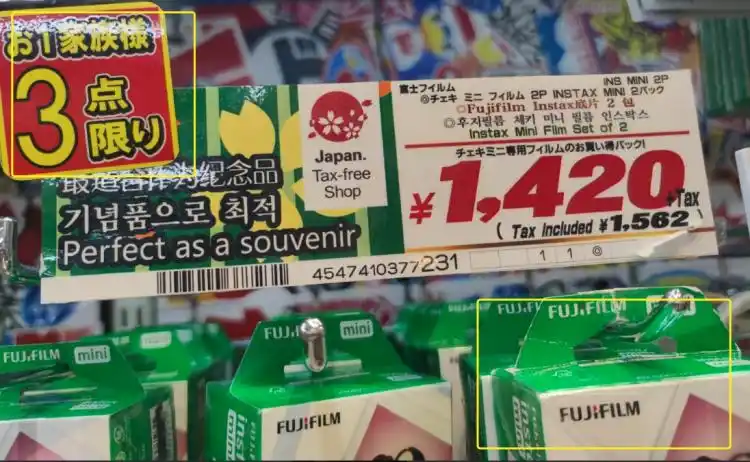 お1家族様
3点
限り
最适合作为纪念品
기념품으로 최적
Perfect as a souvenir
Japan.
Tax-free
Shop
富士フイルム
INS MINI 2P
◎チェキ ミニ フィルム 2P INSTAX MINI 2パック
◎Fujifilm Instax底片 2 包
◎후지필름 체키 미니 필름 인스탁스
Instax Mini Film Set of 2
チェキミニ専用フイルムのお買い得パック!
¥1,420+Tax
( Tax Included ¥1,562 )
4547410377231
11◎
FUJIFILM mini
FUJIFILM mini
FUJIFILM
FUJIFILM
FUJIFILM
FUJIFILM
instax
mini